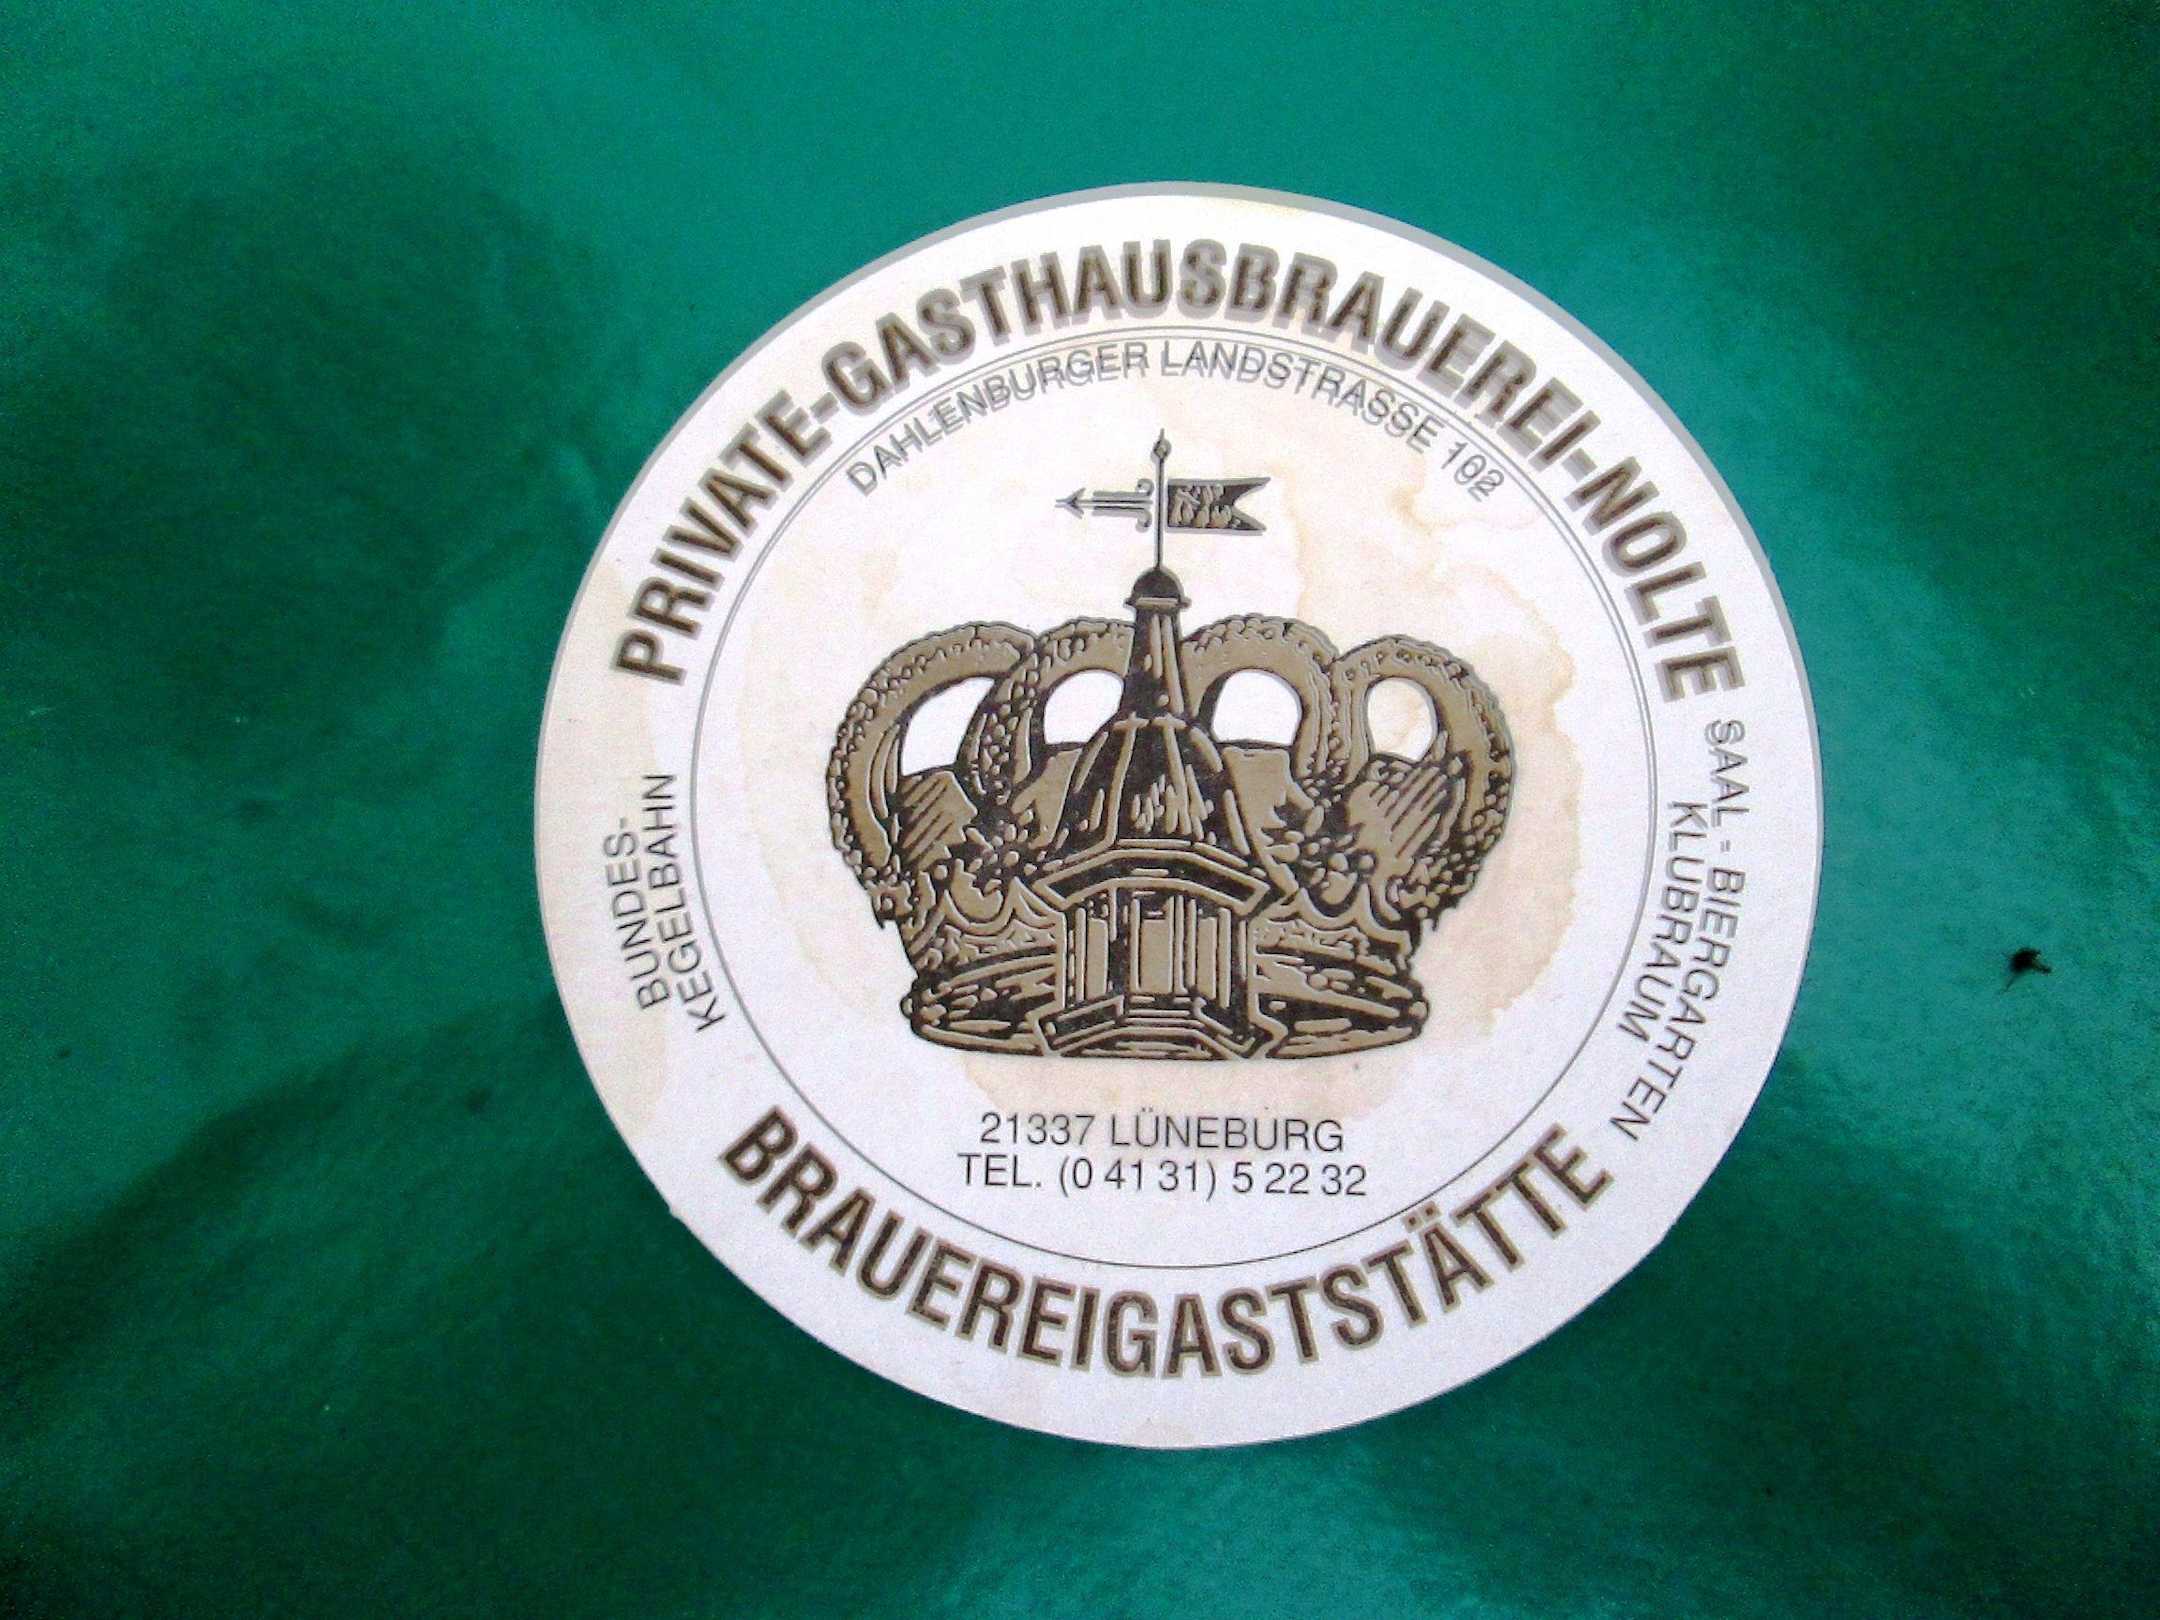 PRIVATE-GASTHAUSBRAUEREI-NOLTE
DAHLENBURGER LANDSTRASSE 102
BUNDES-
KEGELBAHN
SAAL - BIERGARTEN
KLUBRAUM
21337 LÜNEBURG
TEL. (0 41 31) 5 22 32
BRAUEREIGASTSTÄTTE